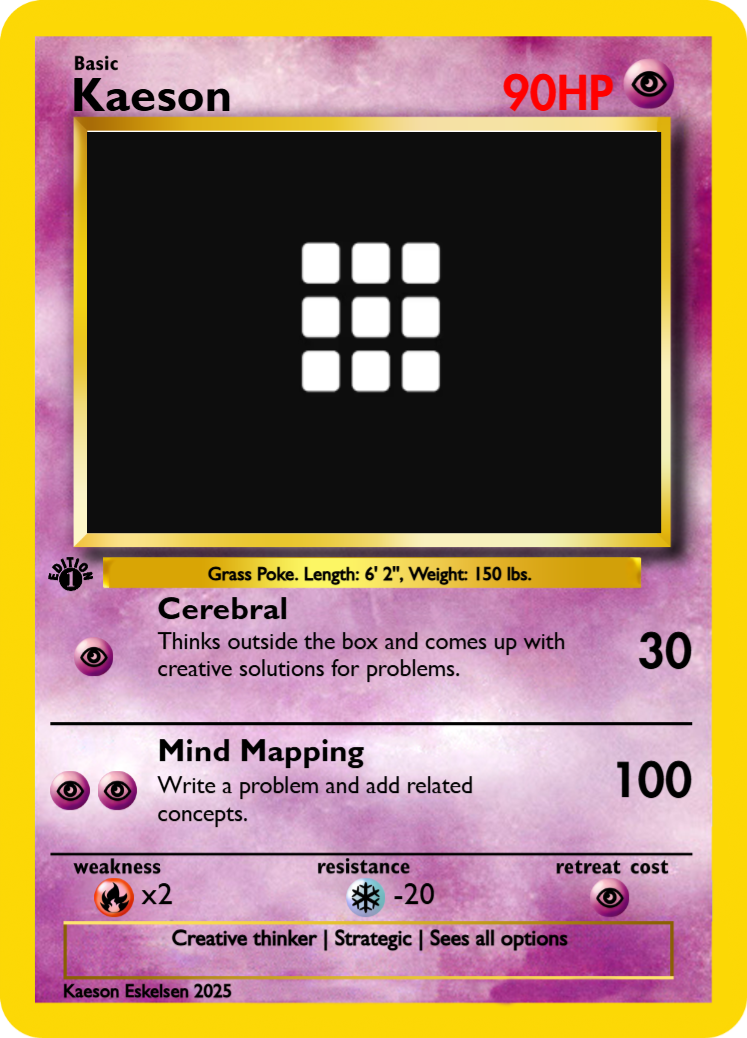 Basic
Kaeson
90HP
EDITION
1
Grass Poke. Length: 6' 2", Weight: 150 lbs.
Cerebral
Thinks outside the box and comes up with
creative solutions for problems.
30
Mind Mapping
Write a problem and add related
concepts.
100
weakness
resistance
retreat cost
x2
-20
Creative thinker | Strategic | Sees all options
Kaeson Eskelsen 2025